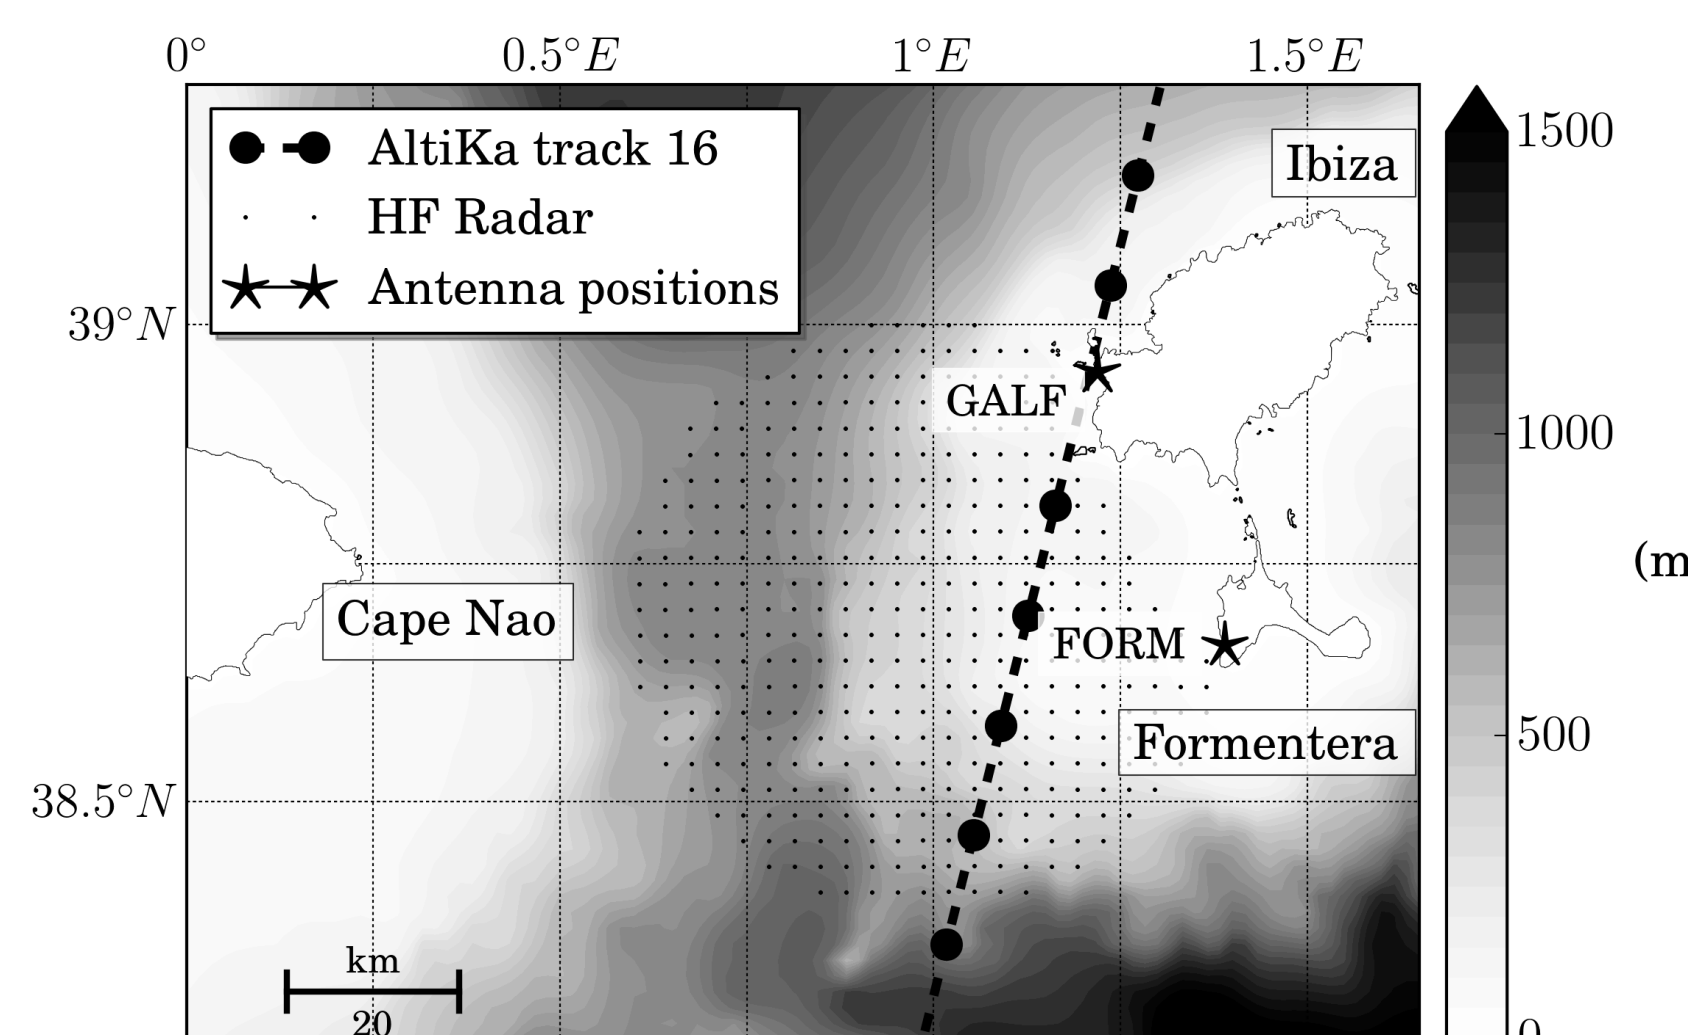 0° 0.5°E 1°E 1.5°E
AltiKa track 16
HF Radar
Antenna positions
Ibiza
1500
39°N
GALF
1000
(m
Cape Nao
FORM
Formentera
500
38.5°N
km
20
0